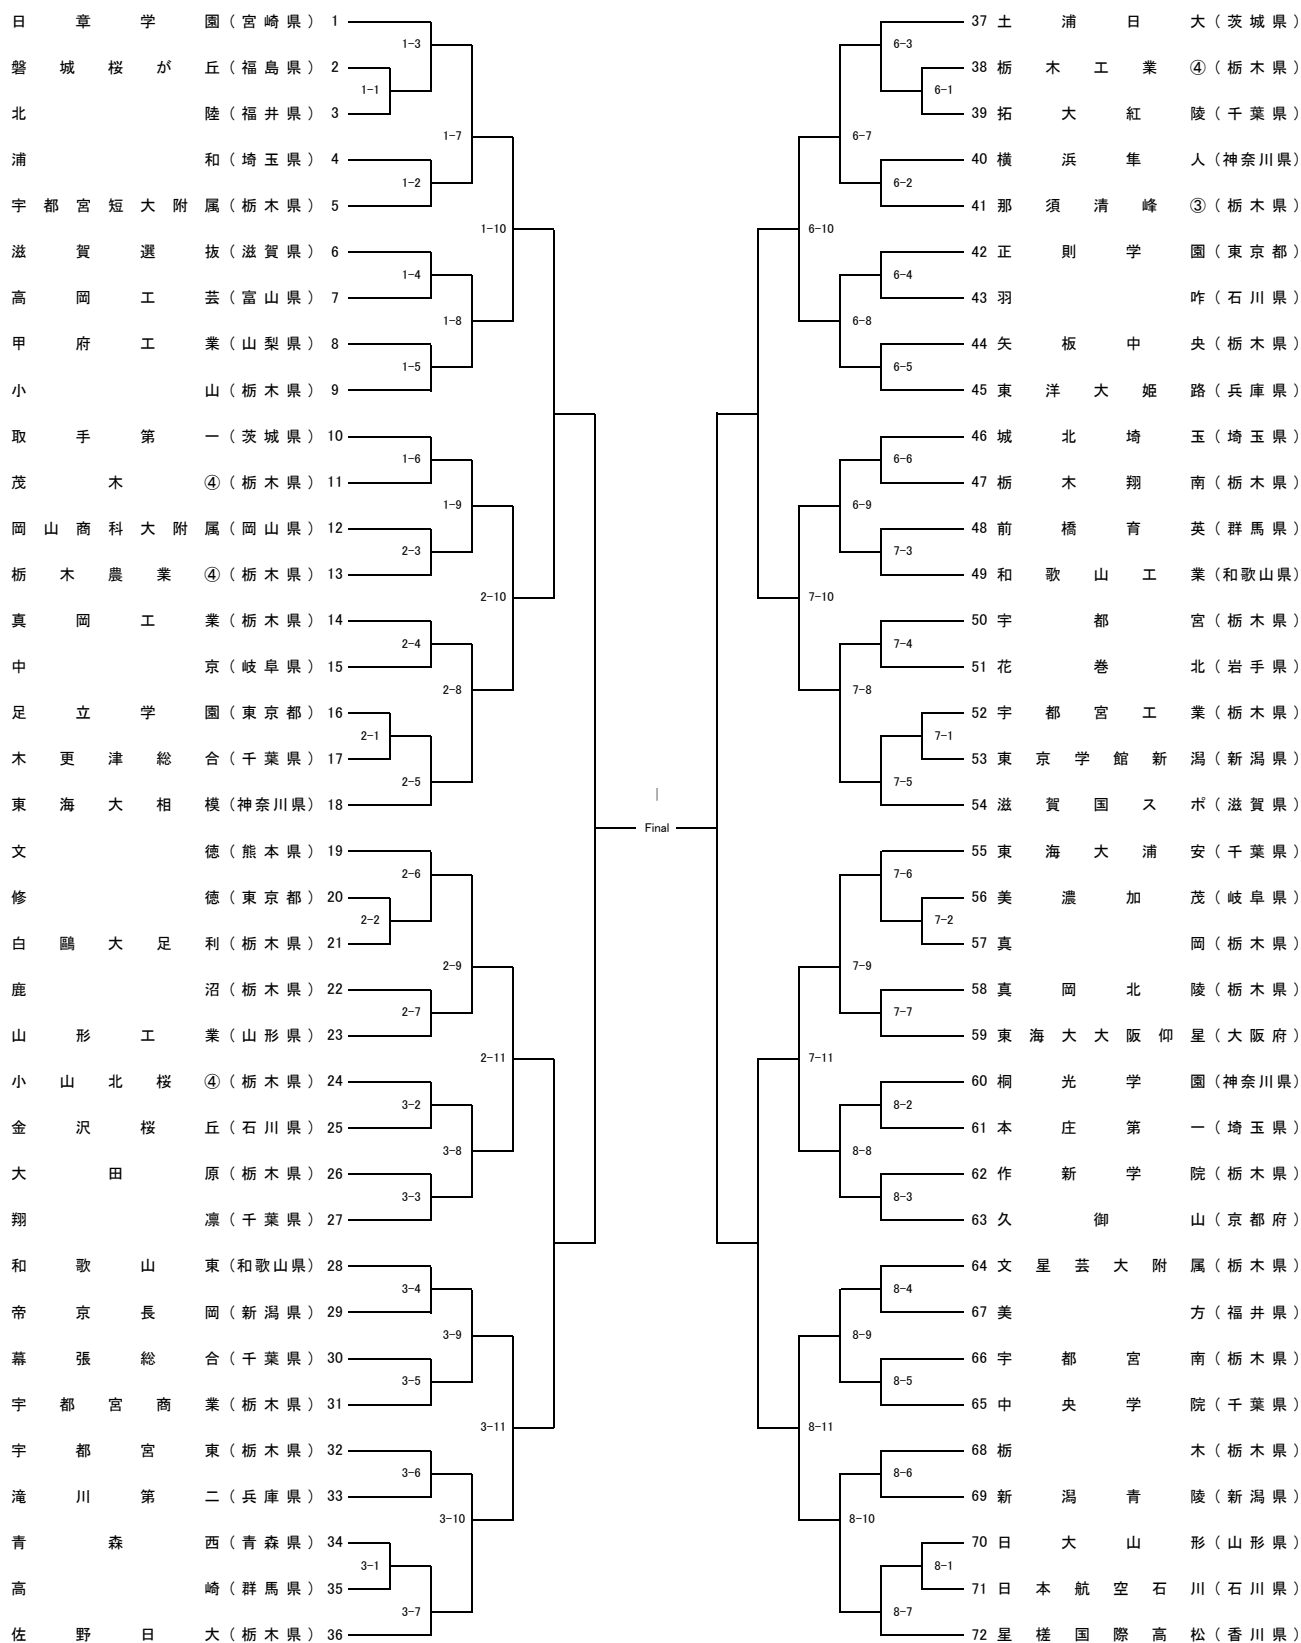 日章学園（宮崎県） 1
磐城桜が丘（福島県） 2
北陸（福井県） 3
浦和（埼玉県） 4
宇都宮短大附属（栃木県） 5
滋賀選抜（滋賀県） 6
高岡工芸（富山県） 7
甲府工業（山梨県） 8
小山（栃木県） 9
取手第一（茨城県） 10
茂木④（栃木県） 11
岡山商科大附属（岡山県） 12
栃木農業④（栃木県） 13
真岡工業（栃木県） 14
中京（岐阜県） 15
足立学園（東京都） 16
木更津総合（千葉県） 17
東海大相模（神奈川県） 18
文徳（熊本県） 19
修徳（東京都） 20
白鷗大足利（栃木県） 21
鹿沼（栃木県） 22
山形工業（山形県） 23
小山北桜④（栃木県） 24
金沢桜丘（石川県） 25
大田原（栃木県） 26
翔凛（千葉県） 27
和歌山東（和歌山県） 28
帝京長岡（新潟県） 29
幕張総合（千葉県） 30
宇都宮商業（栃木県） 31
宇都宮東（栃木県） 32
滝川第二（兵庫県） 33
青森西（青森県） 34
高崎（群馬県） 35
佐野日大（栃木県） 36
1-3
1-1
1-7
1-2
1-10
1-4
1-8
1-5
1-6
1-9
2-3
2-10
2-4
2-8
2-1
2-5
2-6
2-2
2-9
2-7
2-11
3-2
3-8
3-3
3-4
3-9
3-5
3-11
3-6
3-10
3-1
3-7
Final
6-3
6-1
6-7
6-2
6-10
6-4
6-8
6-5
6-6
6-9
7-3
7-10
7-4
7-8
7-1
7-5
7-6
7-2
7-9
7-7
7-11
8-2
8-8
8-3
8-4
8-9
8-5
8-11
8-6
8-10
8-1
8-7
37 土浦日大（茨城県）
38 栃木工業④（栃木県）
39 拓大紅陵（千葉県）
40 横浜隼人（神奈川県）
41 那須清峰③（栃木県）
42 正則学園（東京都）
43 羽咋（石川県）
44 矢板中央（栃木県）
45 東洋大姫路（兵庫県）
46 城北埼玉（埼玉県）
47 栃木翔南（栃木県）
48 前橋育英（群馬県）
49 和歌山工業（和歌山県）
50 宇都宮（栃木県）
51 花巻北（岩手県）
52 宇都宮工業（栃木県）
53 東京学館新潟（新潟県）
54 滋賀国スポ（滋賀県）
55 東海大浦安（千葉県）
56 美濃加茂（岐阜県）
57 真岡（栃木県）
58 真岡北陵（栃木県）
59 東海大大阪仰星（大阪府）
60 桐光学園（神奈川県）
61 本庄第一（埼玉県）
62 作新学院（栃木県）
63 久御山（京都府）
64 文星芸大附属（栃木県）
67 美方（福井県）
66 宇都宮南（栃木県）
65 中央学院（千葉県）
68 栃木（栃木県）
69 新潟青陵（新潟県）
70 日大山形（山形県）
71 日本航空石川（石川県）
72 星槎国際高松（香川県）